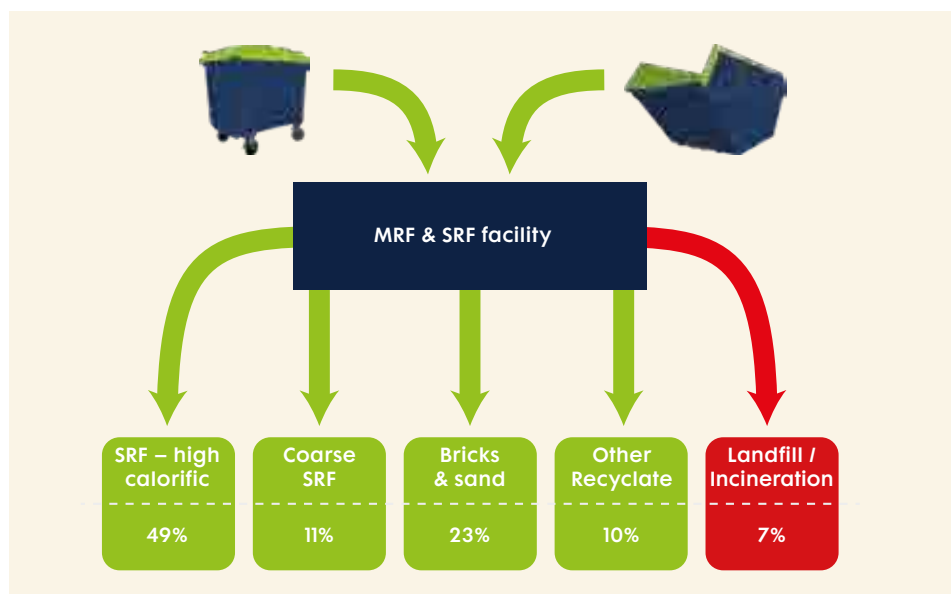 MRF & SRF facility
SRF – high
calorific
49%
Coarse
SRF
11%
Bricks
& sand
23%
Other
Recyclate
10%
Landfill /
Incineration
7%